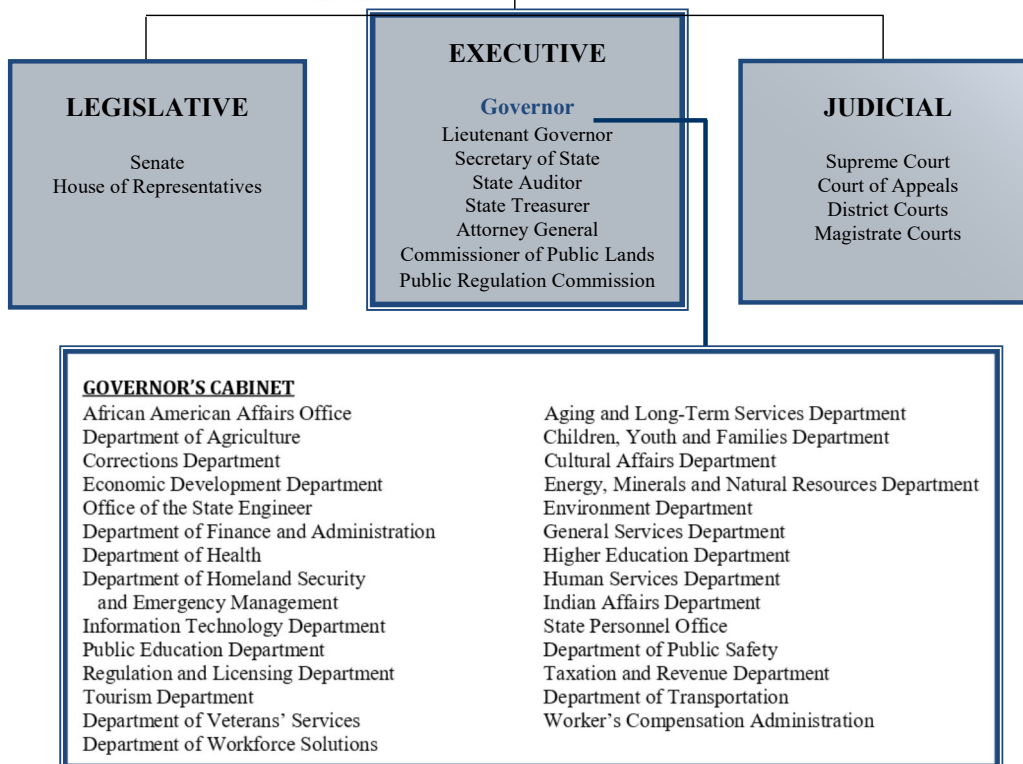 LEGISLATIVE
Senate
House of Representatives
EXECUTIVE
Governor
Lieutenant Governor
Secretary of State
State Auditor
State Treasurer
Attorney General
Commissioner of Public Lands
Public Regulation Commission
JUDICIAL
Supreme Court
Court of Appeals
District Courts
Magistrate Courts
GOVERNOR’S CABINET
African American Affairs Office
Department of Agriculture
Corrections Department
Economic Development Department
Office of the State Engineer
Department of Finance and Administration
Department of Health
Department of Homeland Security
and Emergency Management
Information Technology Department
Public Education Department
Regulation and Licensing Department
Tourism Department
Department of Veterans’ Services
Department of Workforce Solutions
Aging and Long-Term Services Department
Children, Youth and Families Department
Cultural Affairs Department
Energy, Minerals and Natural Resources Department
Environment Department
General Services Department
Higher Education Department
Human Services Department
Indian Affairs Department
State Personnel Office
Department of Public Safety
Taxation and Revenue Department
Department of Transportation
Worker’s Compensation Administration